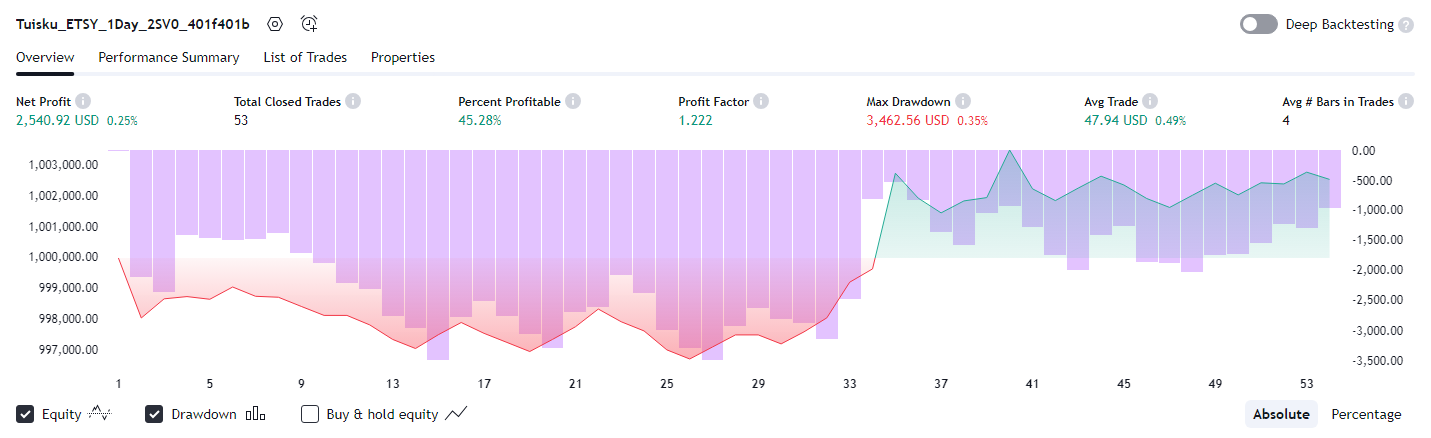 Tuisku_ETSY_1Day_2SV0_401f401b Deep Backtesting ?
Overview Performance Summary List of Trades Properties
Net Profit i Total Closed Trades i Percent Profitable i Profit Factor i Max Drawdown i Avg Trade i Avg # Bars in Trades i
2,540.92 USD 0.25% 53 45.28% 1.222 3,462.56 USD 0.35% 47.94 USD 0.49% 4
1,003,000.00 0.00
1,002,000.00 -500.00
1,001,000.00 -1,000.00
1,000,000.00 -1,500.00
999,000.00 -2,000.00
998,000.00 -2,500.00
997,000.00 -3,000.00
-3,500.00
1 5 9 13 17 21 25 29 33 37 41 45 49 53
Equity Drawdown Buy & hold equity Absolute Percentage